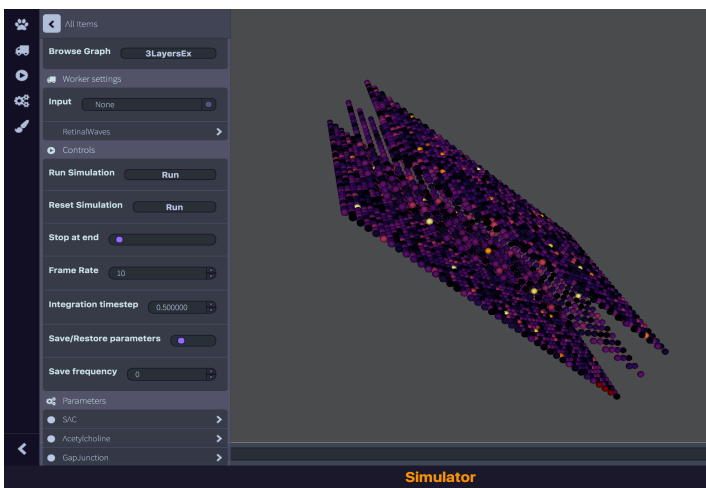 All Items
Browse Graph 3LayersEx
Worker settings
Input None
RetinalWaves
Controls
Run Simulation Run
Reset Simulation Run
Stop at end
Frame Rate 10
Integration timestep 0.500000
Save/Restore parameters
Save frequency 0
Parameters
SAC
Acetylcholine
GapJunction
Simulator